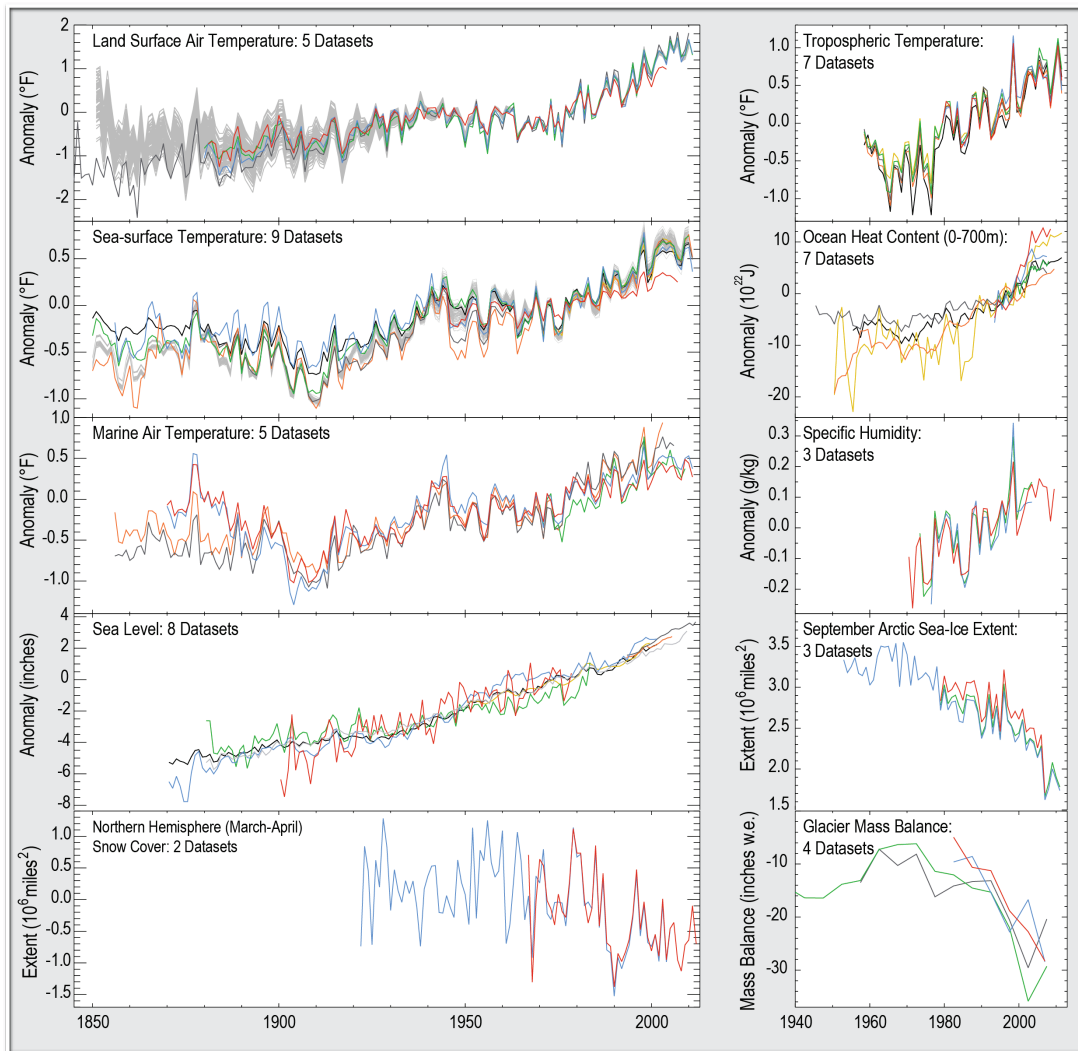 Land Surface Air Temperature: 5 Datasets
Anomaly (°F)
2
1
0
-1
-2
Sea-surface Temperature: 9 Datasets
Anomaly (°F)
0.5
0.0
-0.5
-1.0
Marine Air Temperature: 5 Datasets
Anomaly (°F)
1.0
0.5
0.0
-0.5
-1.0
Sea Level: 8 Datasets
Anomaly (inches)
4
2
0
-2
-4
-6
-8
Northern Hemisphere (March-April)
Snow Cover: 2 Datasets
Extent (10⁶miles²)
1.0
0.5
0.0
-0.5
-1.0
-1.5
1850 1900 1950 2000
Tropospheric Temperature:
7 Datasets
Anomaly (°F)
1.0
0.5
0.0
-0.5
-1.0
Ocean Heat Content (0-700m):
7 Datasets
Anomaly (10²²J)
10
0
-10
-20
Specific Humidity:
3 Datasets
Anomaly (g/kg)
0.3
0.2
0.1
0.0
-0.1
-0.2
September Arctic Sea-Ice Extent:
3 Datasets
Extent (10⁶miles²)
3.5
3.0
2.5
2.0
1.5
Glacier Mass Balance:
4 Datasets
Mass Balance (inches w.e.)
-10
-20
-30
1940 1960 1980 2000